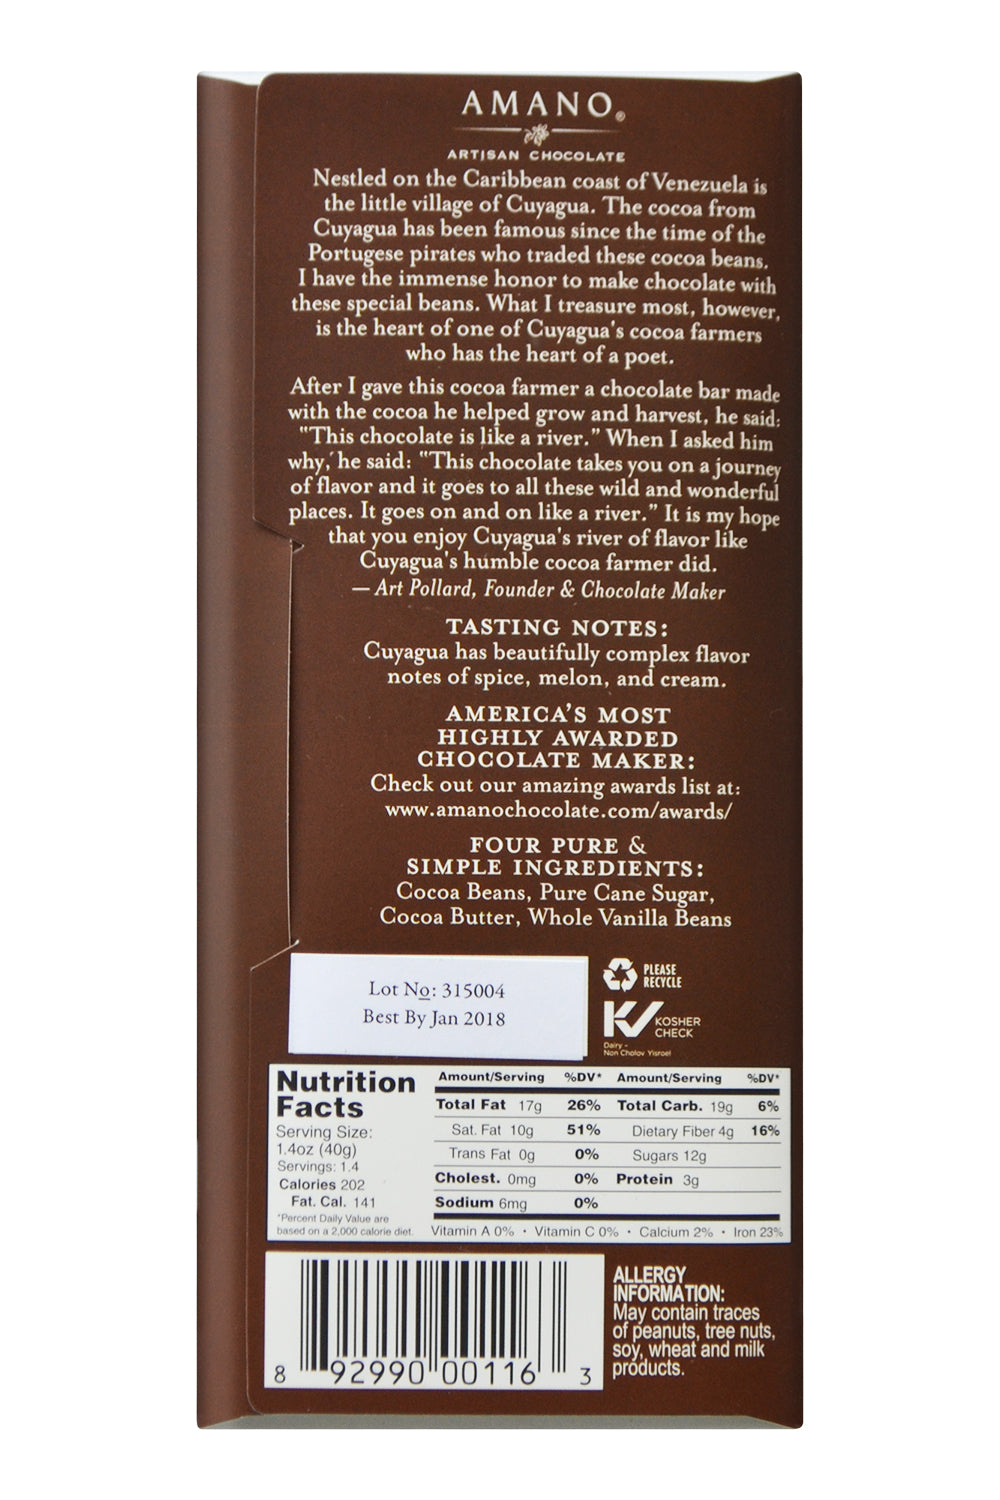 AMANO®
ARTISAN CHOCOLATE
Nestled on the Caribbean coast of Venezuela is
the little village of Cuyagua. The cocoa from
Cuyagua has been famous since the time of the
Portugese pirates who traded these cocoa beans.
I have the immense honor to make chocolate with
these special beans. What I treasure most, however,
is the heart of one of Cuyagua's cocoa farmers
who has the heart of a poet.
After I gave this cocoa farmer a chocolate bar made
with the cocoa he helped grow and harvest, he said:
"This chocolate is like a river." When I asked him
why, he said: "This chocolate takes you on a journey
of flavor and it goes to all these wild and wonderful
places. It goes on and on like a river." It is my hope
that you enjoy Cuyagua's river of flavor like
Cuyagua's humble cocoa farmer did.
— Art Pollard, Founder & Chocolate Maker
TASTING NOTES:
Cuyagua has beautifully complex flavor
notes of spice, melon, and cream.
AMERICA'S MOST
HIGHLY AWARDED
CHOCOLATE MAKER:
Check out our amazing awards list at:
www.amanochocolate.com/awards/
FOUR PURE &
SIMPLE INGREDIENTS:
Cocoa Beans, Pure Cane Sugar,
Cocoa Butter, Whole Vanilla Beans
Lot No: 315004
Best By Jan 2018
PLEASE
RECYCLE
KOSHER
CHECK
Dairy -
Non Cholov Yisroel
Nutrition
Facts
Serving Size:
1.4oz (40g)
Servings: 1.4
Calories 202
Fat. Cal. 141
*Percent Daily Value are
based on a 2,000 calorie diet.
Amount/Serving %DV* Amount/Serving %DV*
Total Fat 17g 26% Total Carb. 19g 6%
Sat. Fat 10g 51% Dietary Fiber 4g 16%
Trans Fat 0g 0% Sugars 12g
Cholest. 0mg 0% Protein 3g
Sodium 6mg 0%
Vitamin A 0% • Vitamin C 0% • Calcium 2% • Iron 23%
8 92990 00116 3
ALLERGY
INFORMATION:
May contain traces
of peanuts, tree nuts,
soy, wheat and milk
products.